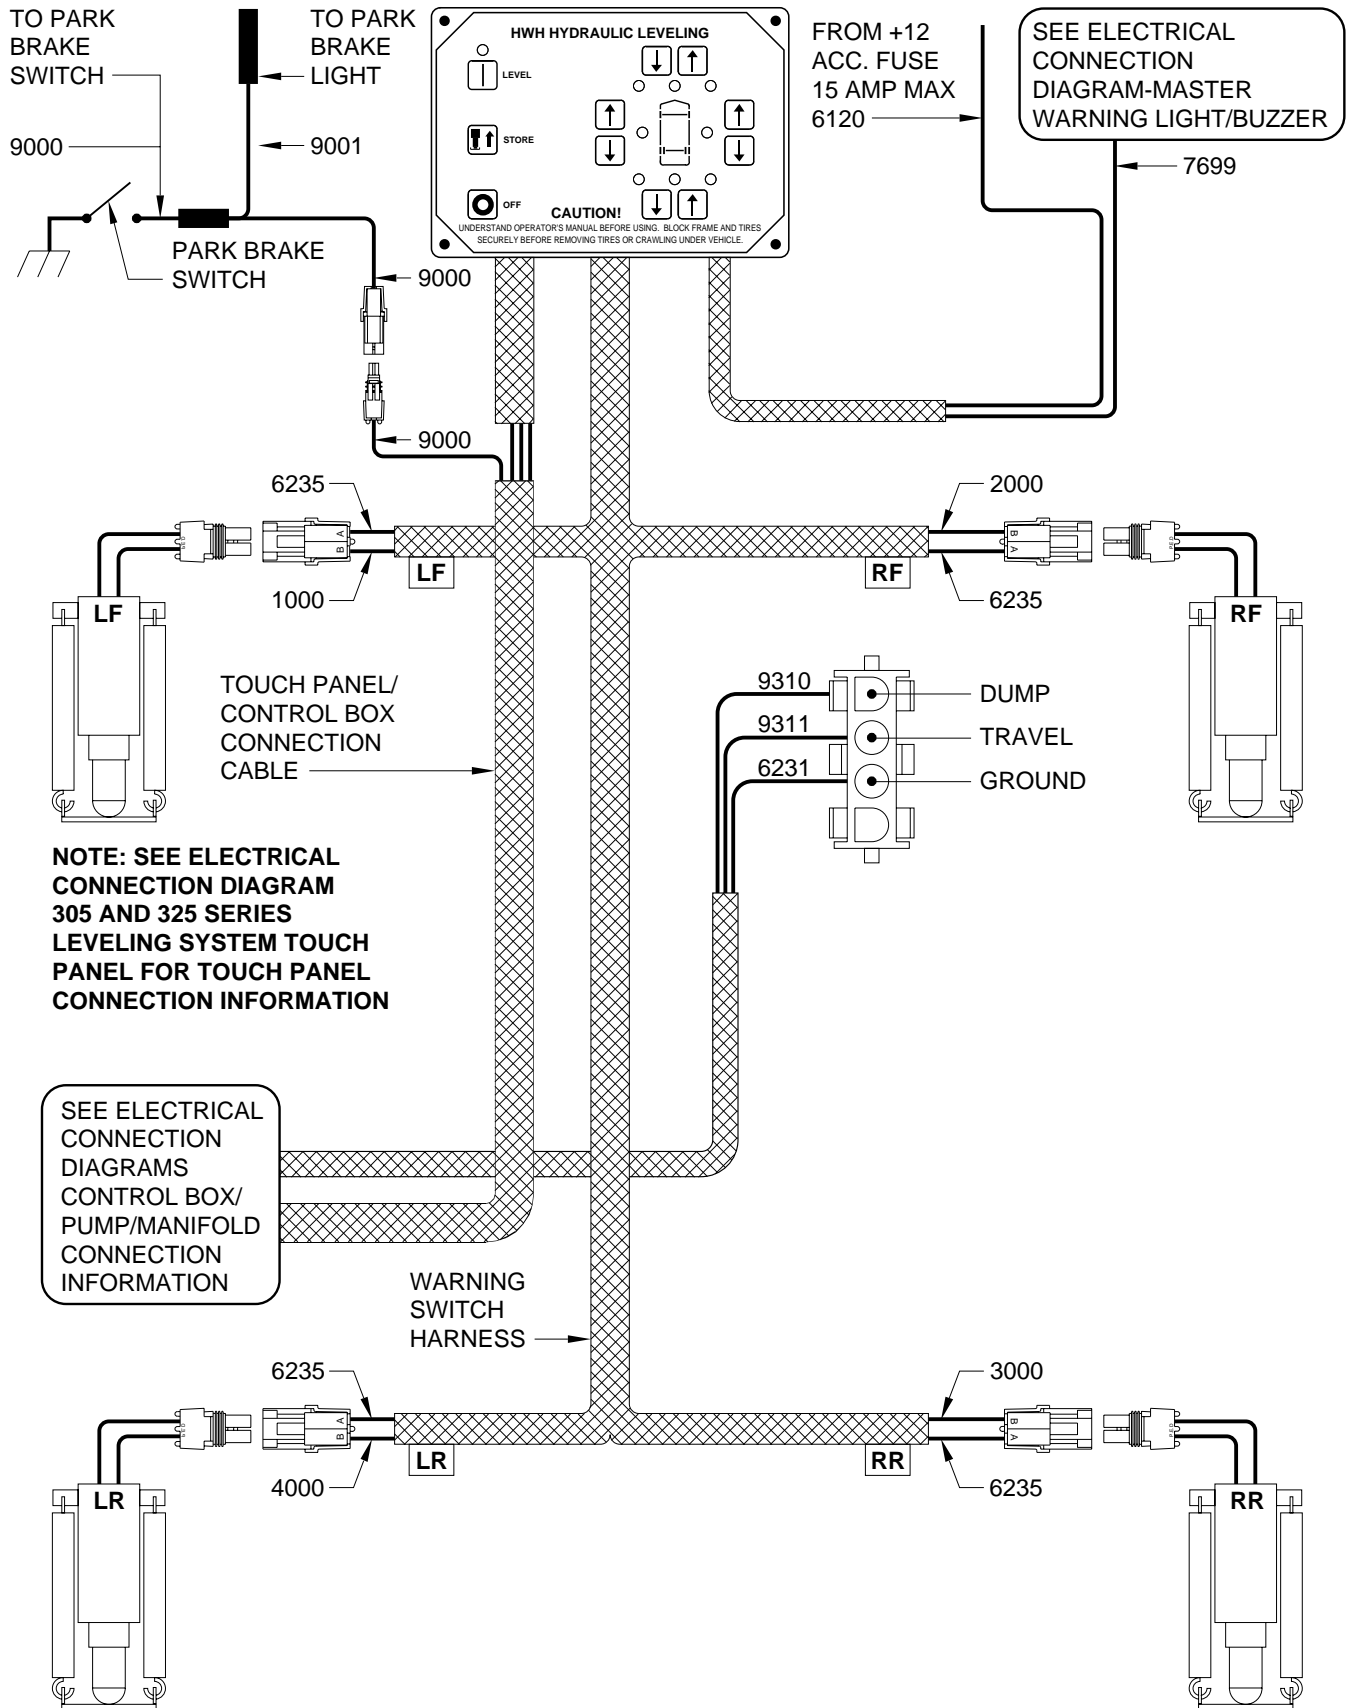 TO PARK
BRAKE
SWITCH
TO PARK
BRAKE
LIGHT
9000
9001
PARK BRAKE
SWITCH
9000
9000
HWH HYDRAULIC LEVELING
LEVEL
STORE
OFF
CAUTION!
UNDERSTAND OPERATOR'S MANUAL BEFORE USING. BLOCK FRAME AND TIRES
SECURELY BEFORE REMOVING TIRES OR CRAWLING UNDER VEHICLE.
FROM +12
ACC. FUSE
15 AMP MAX
6120
SEE ELECTRICAL
CONNECTION
DIAGRAM-MASTER
WARNING LIGHT/BUZZER
7699
6235
A
B
1000
LF
LF
2000
B
A
6235
RF
RF
TOUCH PANEL/
CONTROL BOX
CONNECTION
CABLE
9310
9311
6231
DUMP
TRAVEL
GROUND
NOTE: SEE ELECTRICAL
CONNECTION DIAGRAM
305 AND 325 SERIES
LEVELING SYSTEM TOUCH
PANEL FOR TOUCH PANEL
CONNECTION INFORMATION
SEE ELECTRICAL
CONNECTION
DIAGRAMS
CONTROL BOX/
PUMP/MANIFOLD
CONNECTION
INFORMATION
WARNING
SWITCH
HARNESS
6235
A
B
4000
LR
LR
3000
B
A
6235
RR
RR